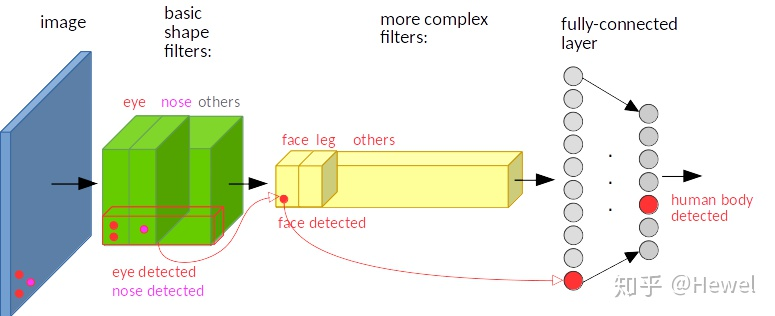 image
basic
shape
filters:
more complex
filters:
fully-connected
layer
eye nose others
face leg others
face detected
human body
detected
eye detected
nose detected
知乎 @Hewel